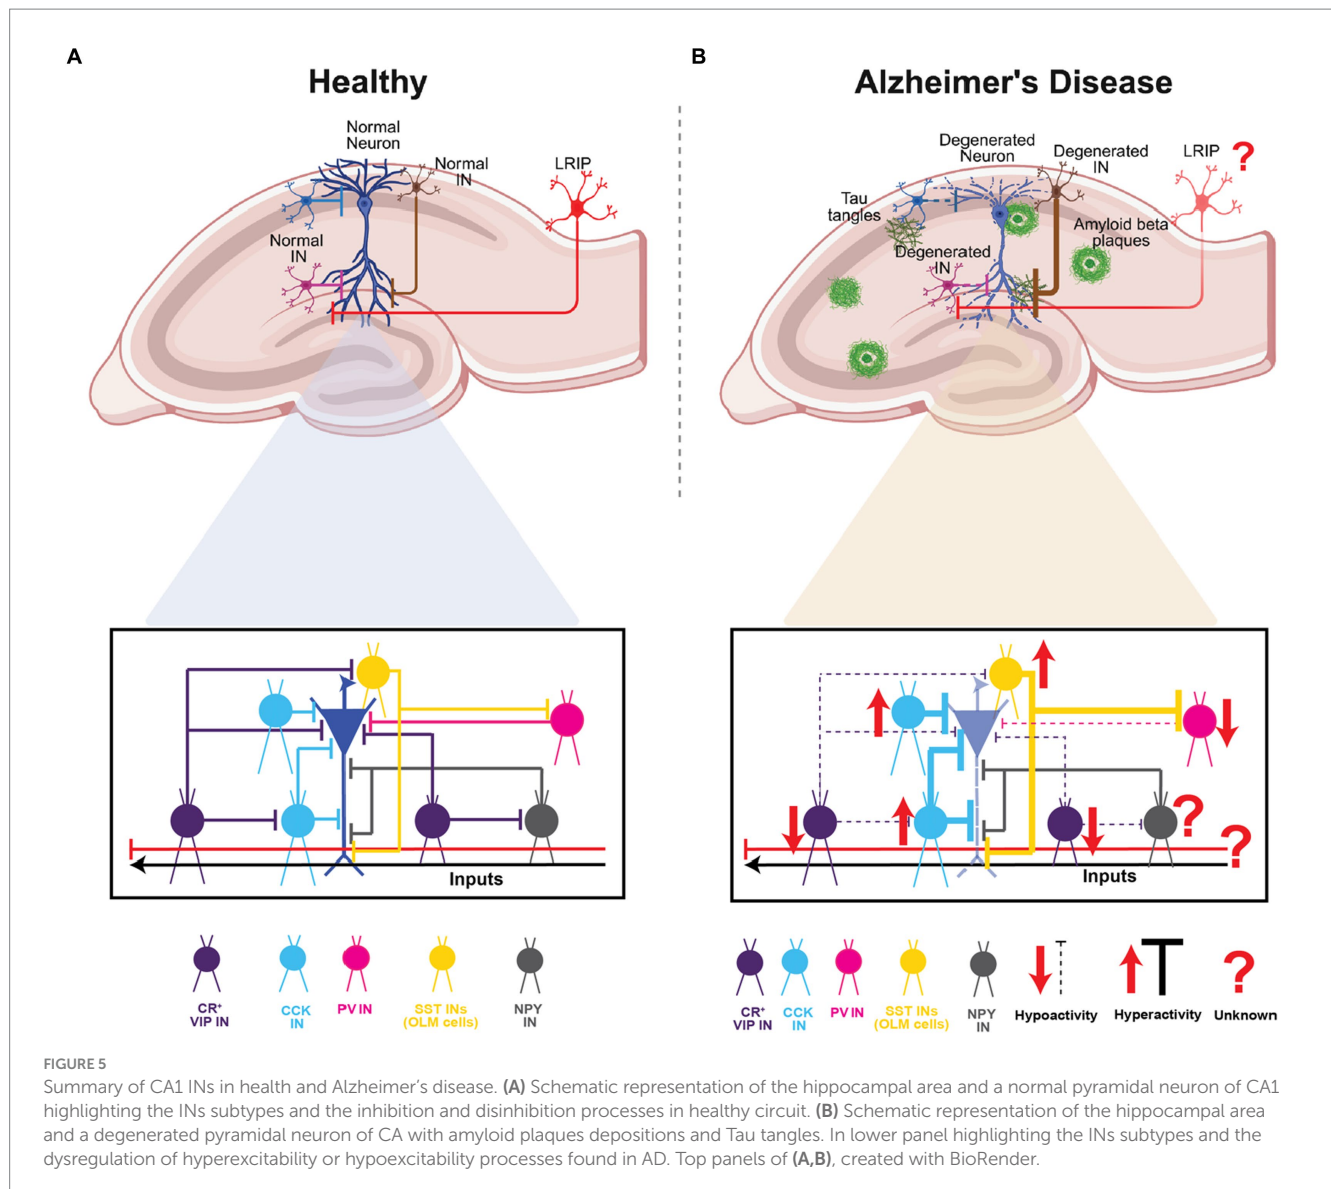 A
Healthy
Normal
Neuron
Normal
IN
LRIP
Normal
IN
Inputs
CR+
VIP IN
CCK
IN
PV IN
SST INs
(OLM cells)
NPY
IN
B
Alzheimer's Disease
Degenerated
Neuron
Degenerated
IN
LRIP
?
Tau
tangles
Amyloid beta
plaques
Degenerated
IN
?
?
Inputs
CR+
VIP IN
CCK
IN
PV IN
SST INs
(OLM cells)
NPY
IN
Hypoactivity
Hyperactivity
?
Unknown
FIGURE 5
Summary of CA1 INs in health and Alzheimer’s disease. (A) Schematic representation of the hippocampal area and a normal pyramidal neuron of CA1
highlighting the INs subtypes and the inhibition and disinhibition processes in healthy circuit. (B) Schematic representation of the hippocampal area
and a degenerated pyramidal neuron of CA with amyloid plaques depositions and Tau tangles. In lower panel highlighting the INs subtypes and the
dysregulation of hyperexcitability or hypoexcitability processes found in AD. Top panels of (A,B), created with BioRender.